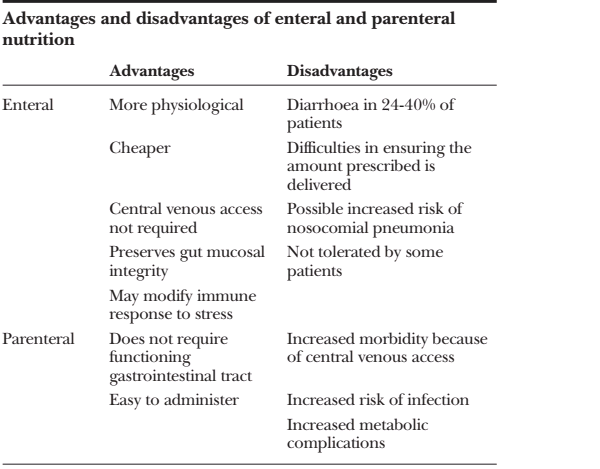 Advantages and disadvantages of enteral and parenteral
nutrition
Advantages Disadvantages
Enteral More physiological Diarrhoea in 24-40% of
patients
Cheaper Difficulties in ensuring the
amount prescribed is
delivered
Central venous access Possible increased risk of
not required nosocomial pneumonia
Preserves gut mucosal Not tolerated by some
integrity patients
May modify immune
response to stress
Parenteral Does not require Increased morbidity because
functioning of central venous access
gastrointestinal tract
Easy to administer Increased risk of infection
Increased metabolic
complications